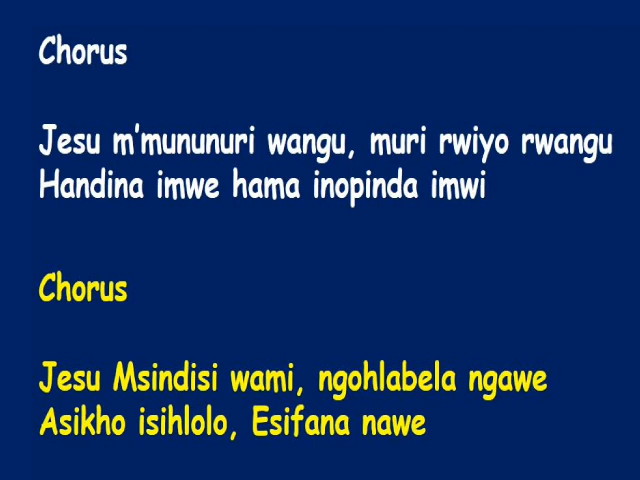 Chorus
Jesu m'mununuri wangu, muri rwiyo rwangu
Handina imwe hama inopinda imwi
Chorus
Jesu Msindisi wami, ngohlabela ngawe
Asikho isihlolo, Esifana nawe